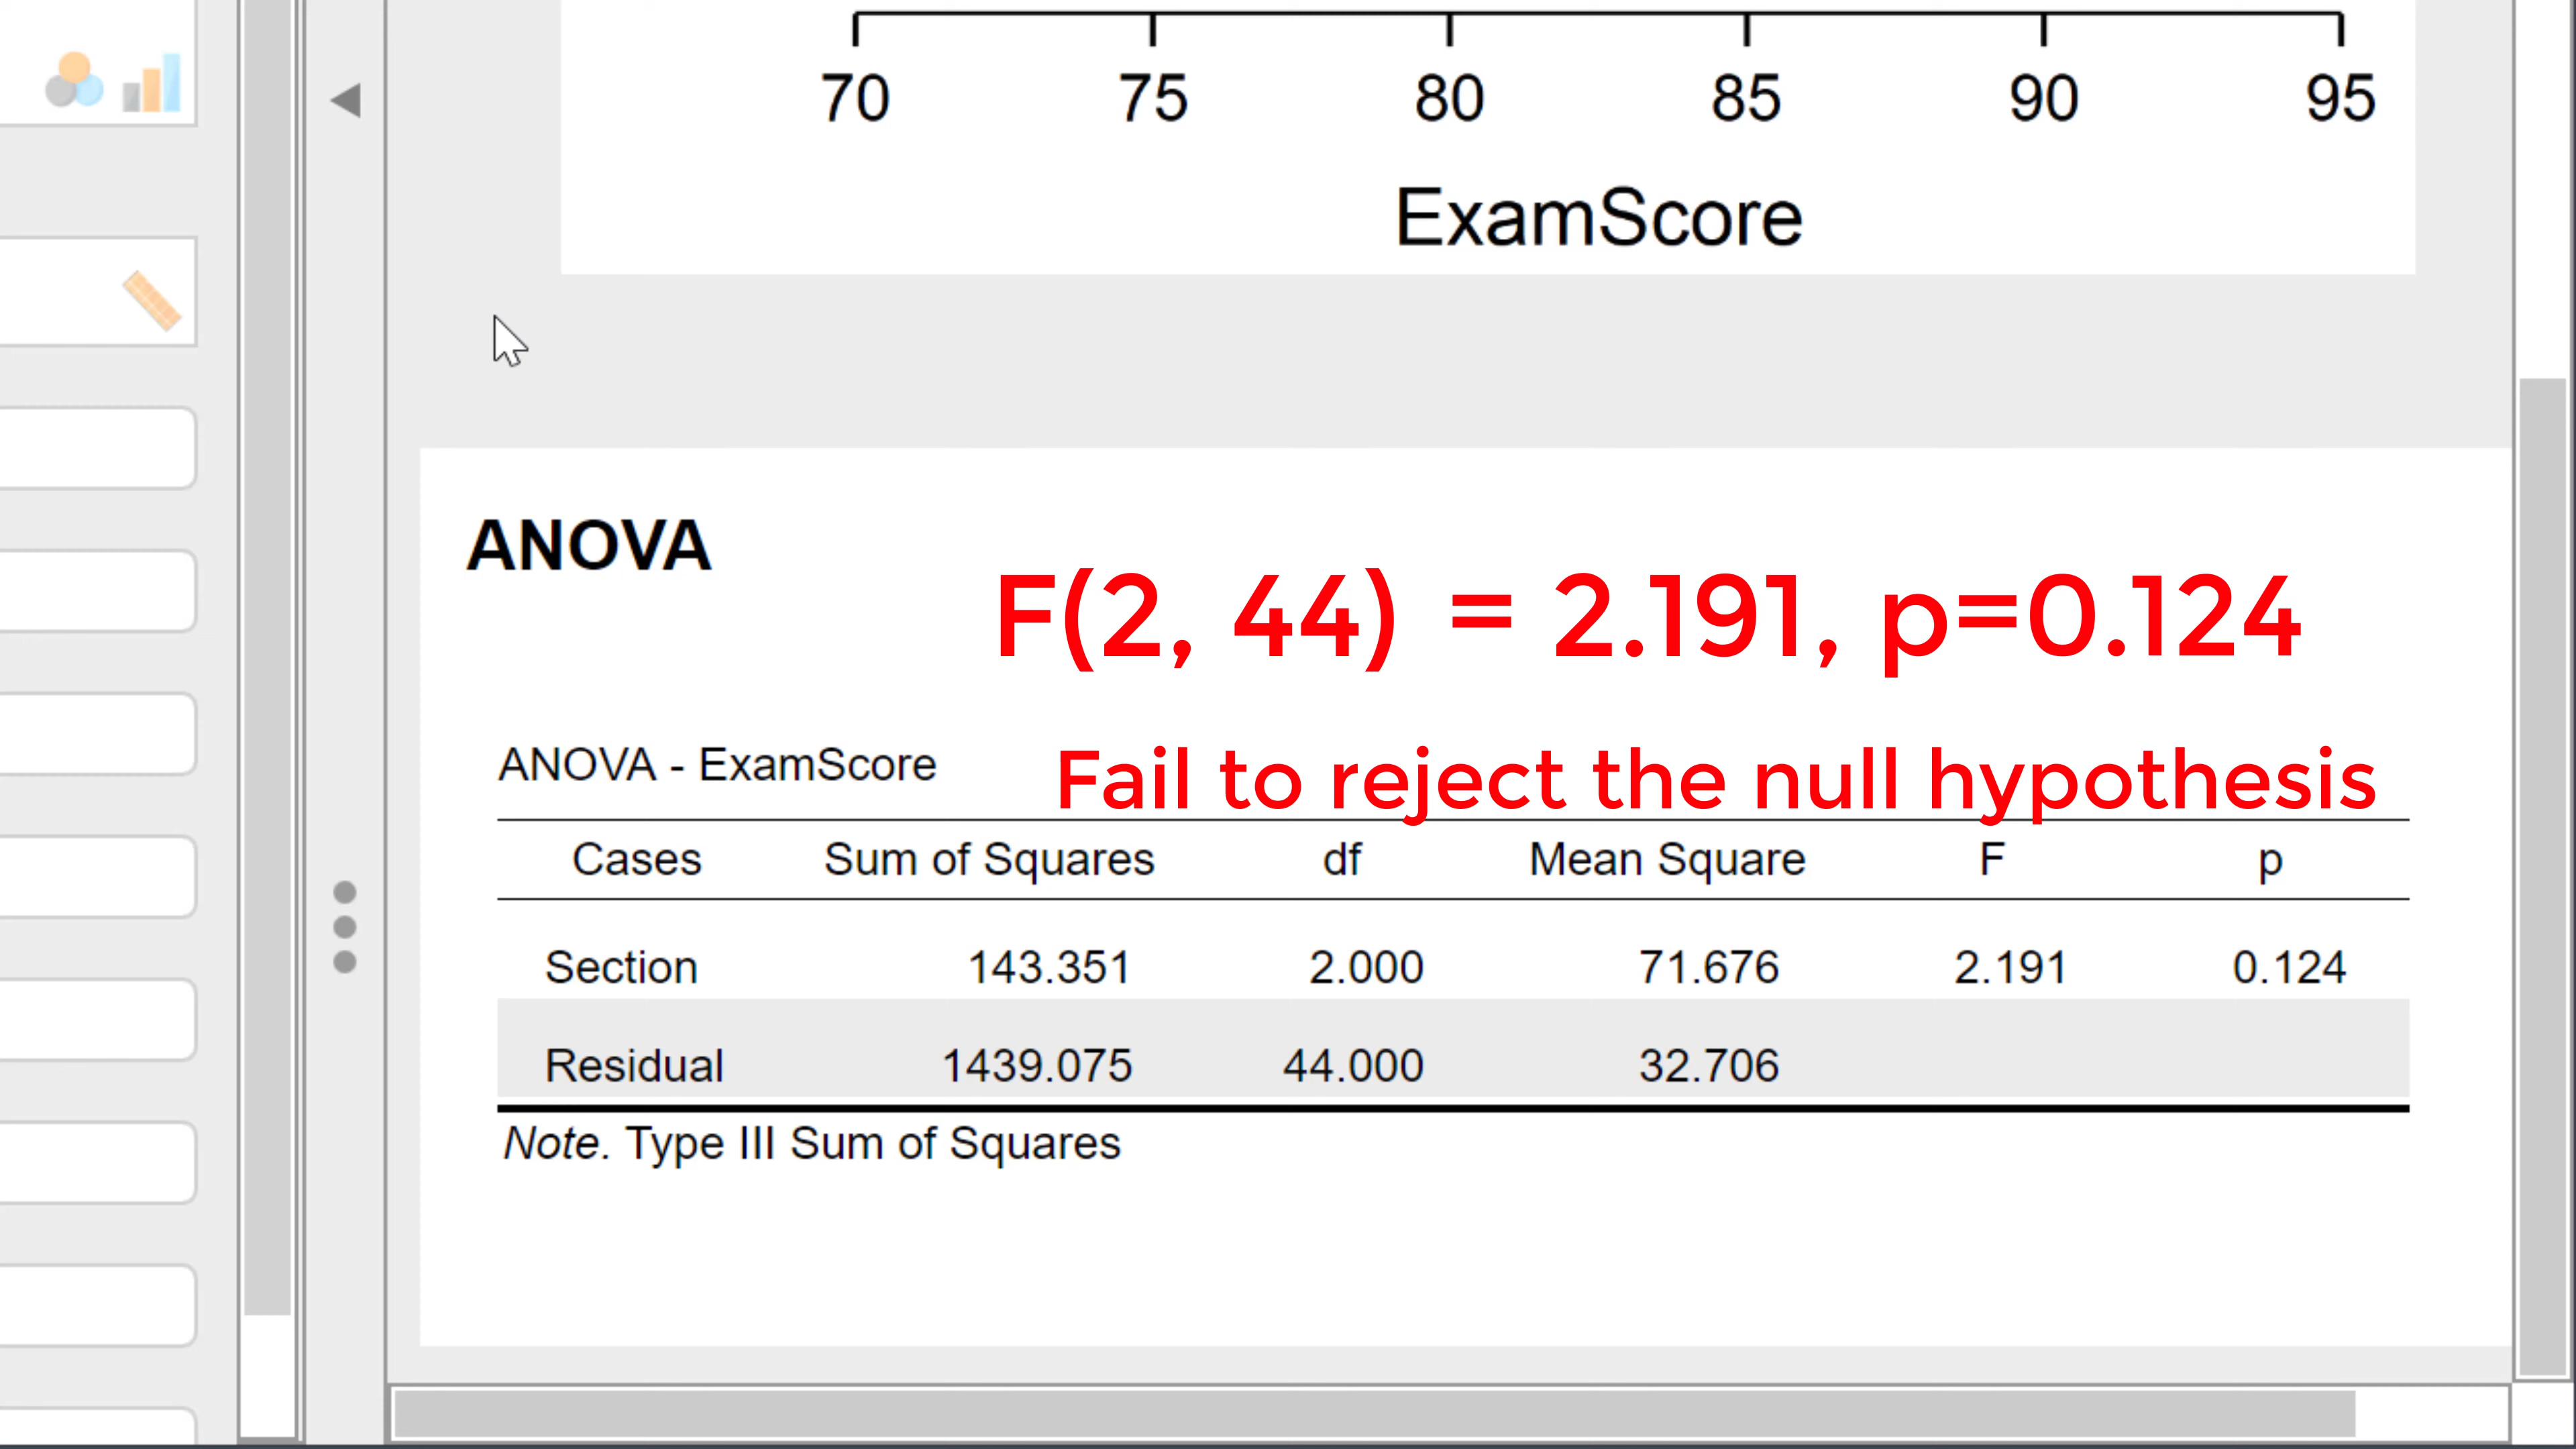 70 75 80 85 90 95
ExamScore
ANOVA
F(2, 44) = 2.191, p=0.124
ANOVA - ExamScore
Fail to reject the null hypothesis
Cases Sum of Squares df Mean Square F p
Section 143.351 2.000 71.676 2.191 0.124
Residual 1439.075 44.000 32.706
Note. Type III Sum of Squares